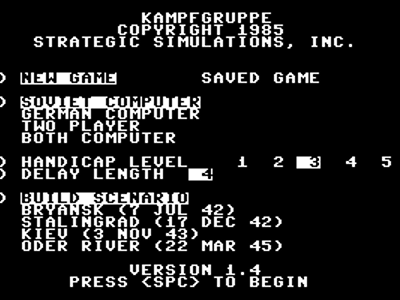 KAMPFGRUPPE
COPYRIGHT 1985
STRATEGIC SIMULATIONS, INC.
) NEW GAME SAVED GAME
) SOVIET COMPUTER
GERMAN COMPUTER
TWO PLAYER
BOTH COMPUTER
) HANDICAP LEVEL 1 2 3 4 5
) DELAY LENGTH 4
) BUILD SCENARIO
BRYANSK (7 JUL 42)
STALINGRAD (17 DEC 42)
KIEV (3 NOV 43)
ODER RIVER (22 MAR 45)
VERSION 1.4
PRESS <SPC> TO BEGIN